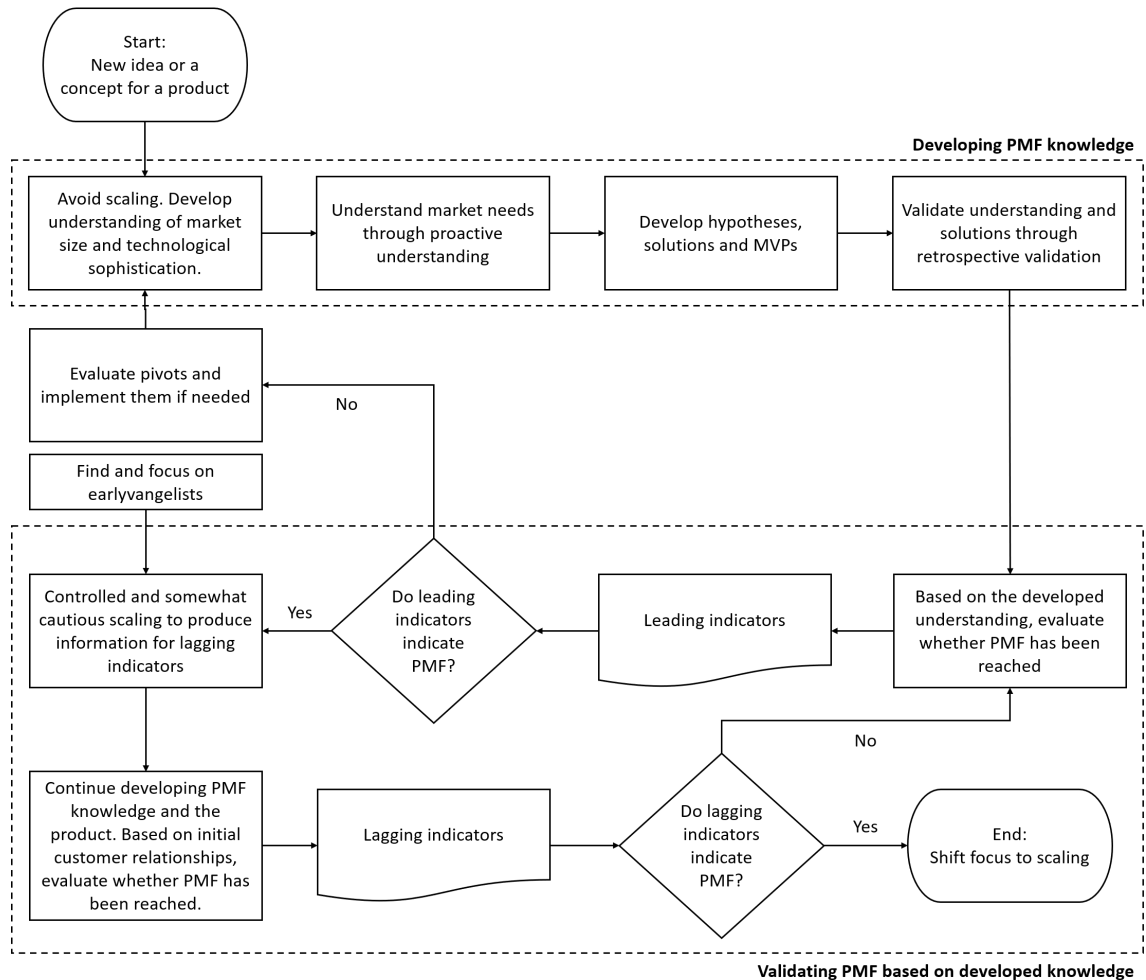 Start:
New idea or a
concept for a product
Developing PMF knowledge
Avoid scaling. Develop
understanding of market
size and technological
sophistication.
Understand market needs
through proactive
understanding
Develop hypotheses,
solutions and MVPs
Validate understanding and
solutions through
retrospective validation
Evaluate pivots and
implement them if needed
No
Find and focus on
earlyvangelists
Controlled and somewhat
cautious scaling to produce
information for lagging
indicators
Yes
Do leading
indicators
indicate
PMF?
Leading indicators
Based on the developed
understanding, evaluate
whether PMF has been
reached
No
Continue developing PMF
knowledge and the
product. Based on initial
customer relationships,
evaluate whether PMF has
been reached.
Lagging indicators
Do lagging
indicators
indicate
PMF?
Yes
End:
Shift focus to scaling
Validating PMF based on developed knowledge